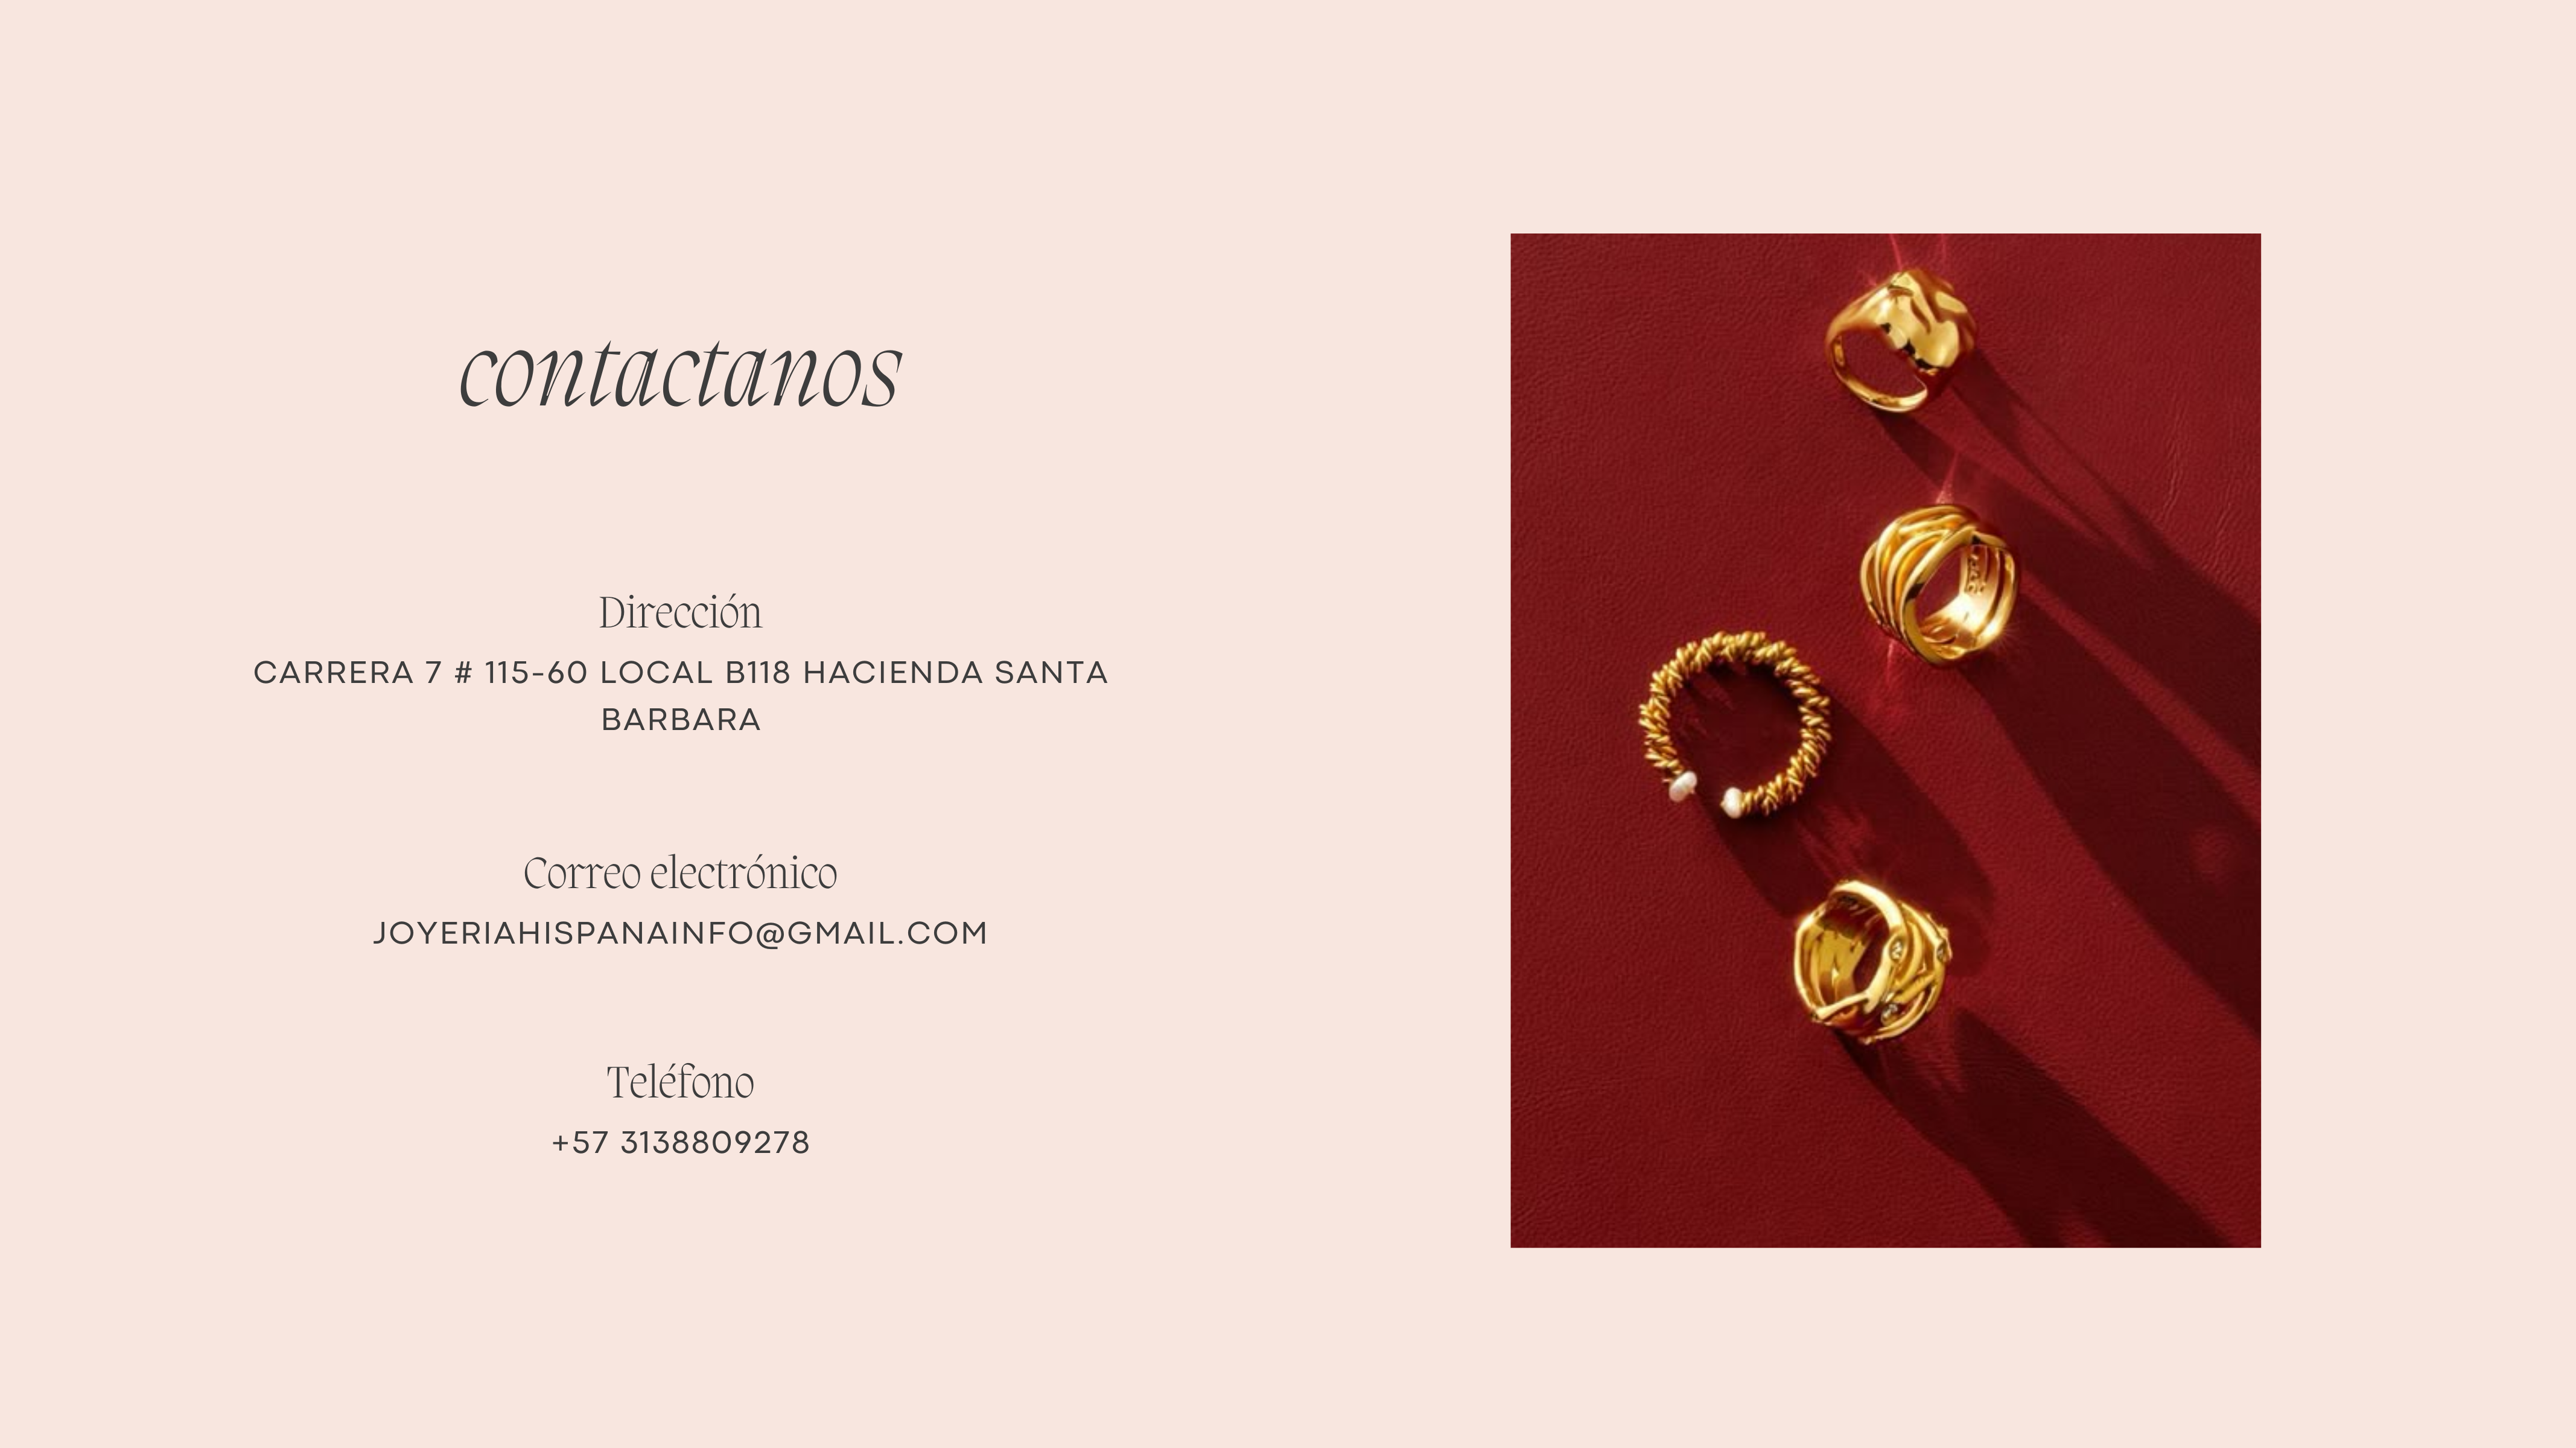 contactanos
Dirección
CARRERA 7 # 115-60 LOCAL B118 HACIENDA SANTA
BARBARA
Correo electrónico
JOYERIAHISPANAINFO@GMAIL.COM
Teléfono
+57 3138809278